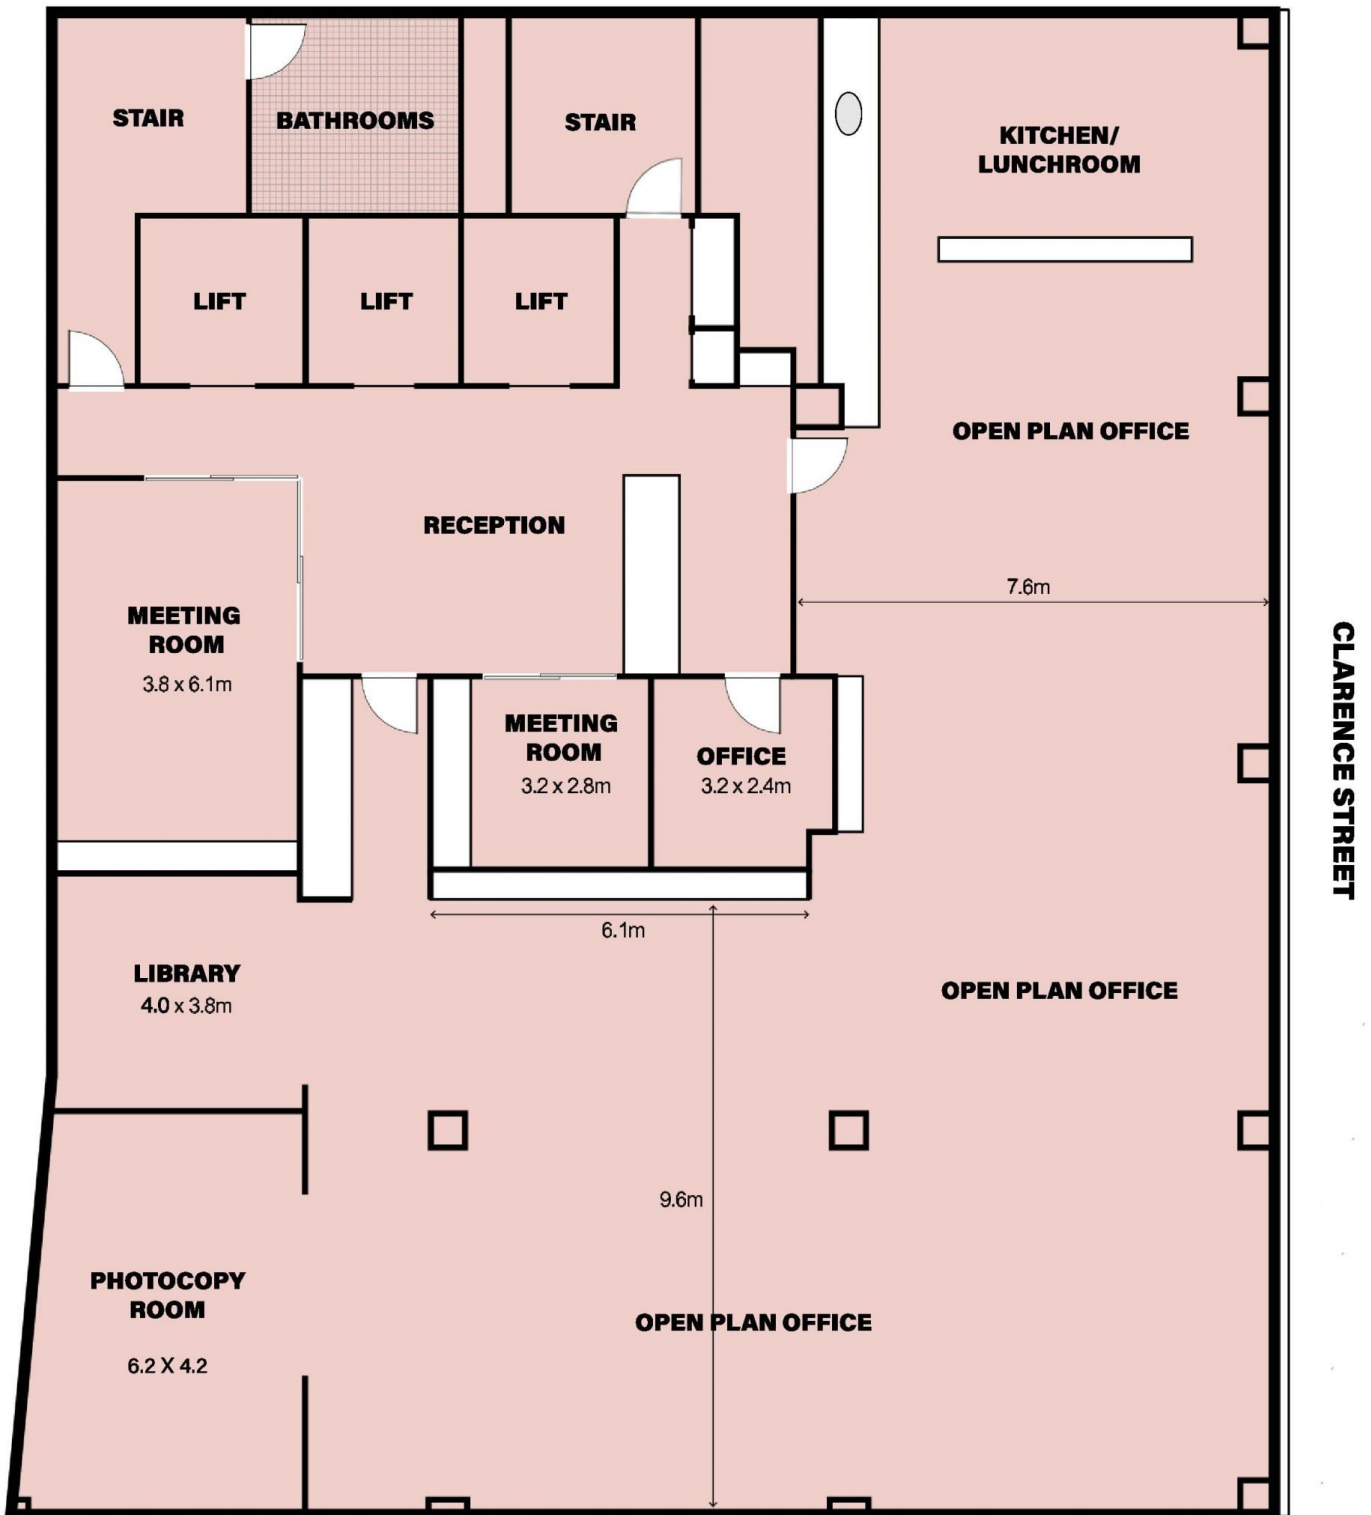 STAIR
BATHROOMS
STAIR
KITCHEN/
LUNCHROOM
LIFT
LIFT
LIFT
OPEN PLAN OFFICE
RECEPTION
7.6m
MEETING
ROOM
3.8 x 6.1m
MEETING
ROOM
3.2 x 2.8m
OFFICE
3.2 x 2.4m
CLARENCE STREET
6.1m
LIBRARY
4.0 x 3.8m
OPEN PLAN OFFICE
9.6m
PHOTOCOPY
ROOM
6.2 X 4.2
OPEN PLAN OFFICE